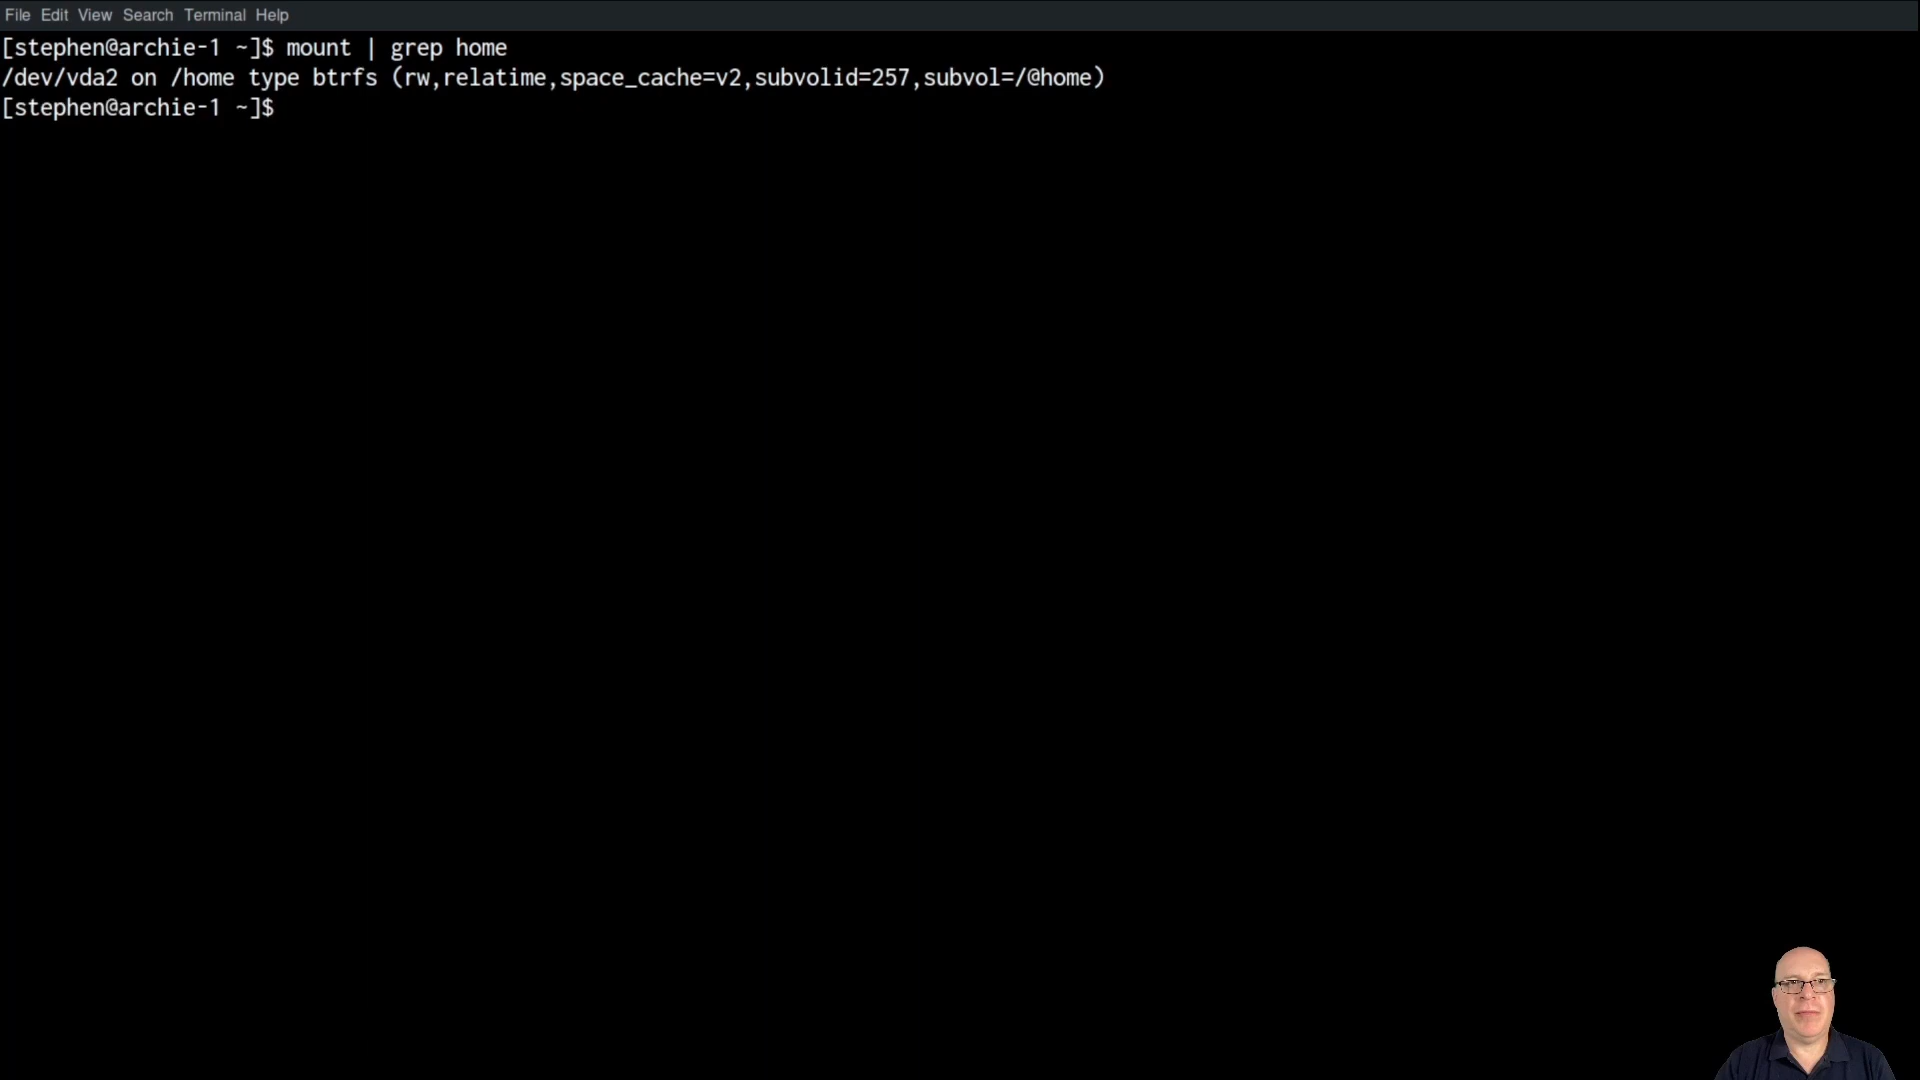 File Edit View Search Terminal Help
[stephen@archie-1 ~]$ mount | grep home
/dev/vda2 on /home type btrfs (rw,relatime,space_cache=v2,subvolid=257,subvol=/@home)
[stephen@archie-1 ~]$